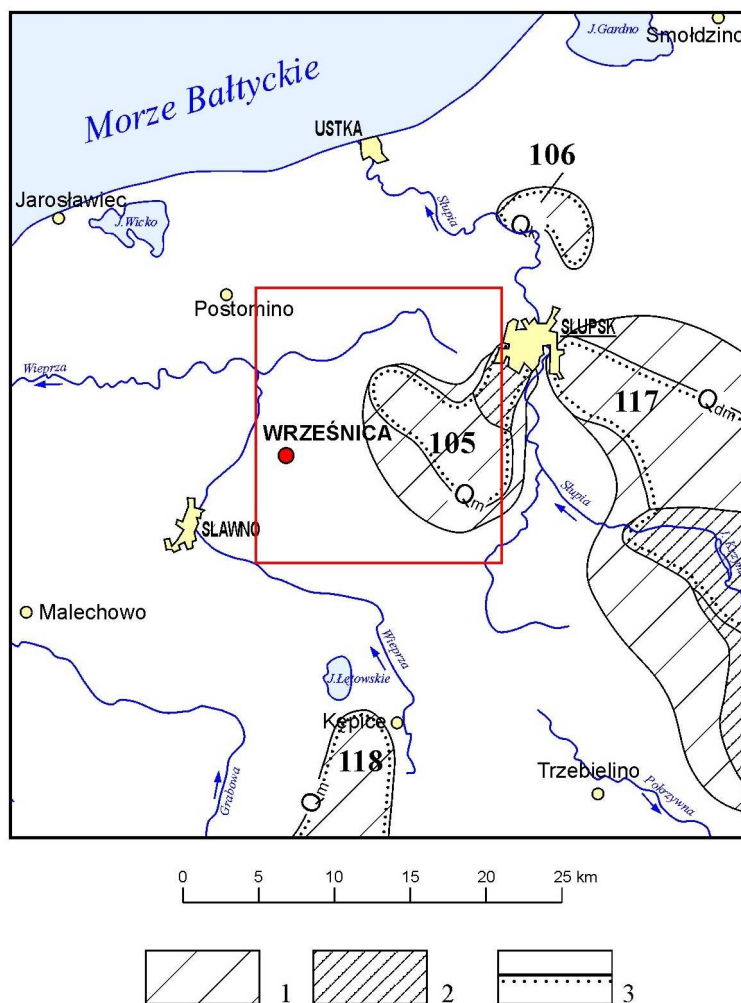 J.Gardno
Smołdzino
Morze Bałtyckie
USTKA
106
Jarosławiec
J.Wicko
Słupia
Qk
Postomino
SŁUPSK
Wieprza
117
Qdm
WRZEŚNICA
105
Qm
Słupia
SŁAWNO
Malechowo
Wieprza
J.Łętowskie
Kępice
118
Trzebielino
Qm
Grabowa
Pokrzywna
0 5 10 15 20 25 km
1 2 3